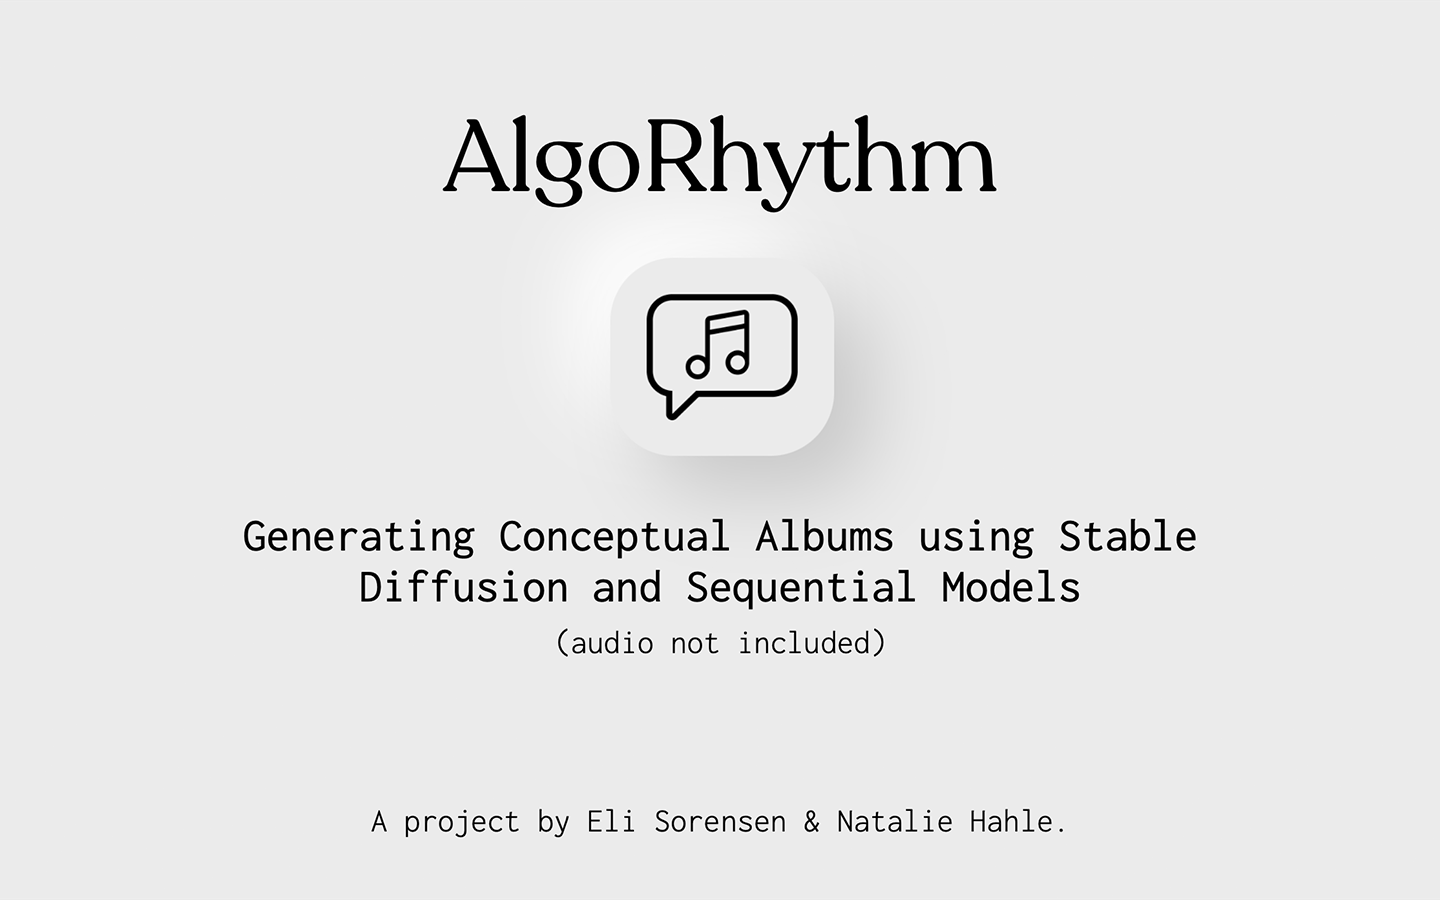 AlgoRhythm
Generating Conceptual Albums using Stable
Diffusion and Sequential Models
(audio not included)
A project by Eli Sorensen & Natalie Hahle.